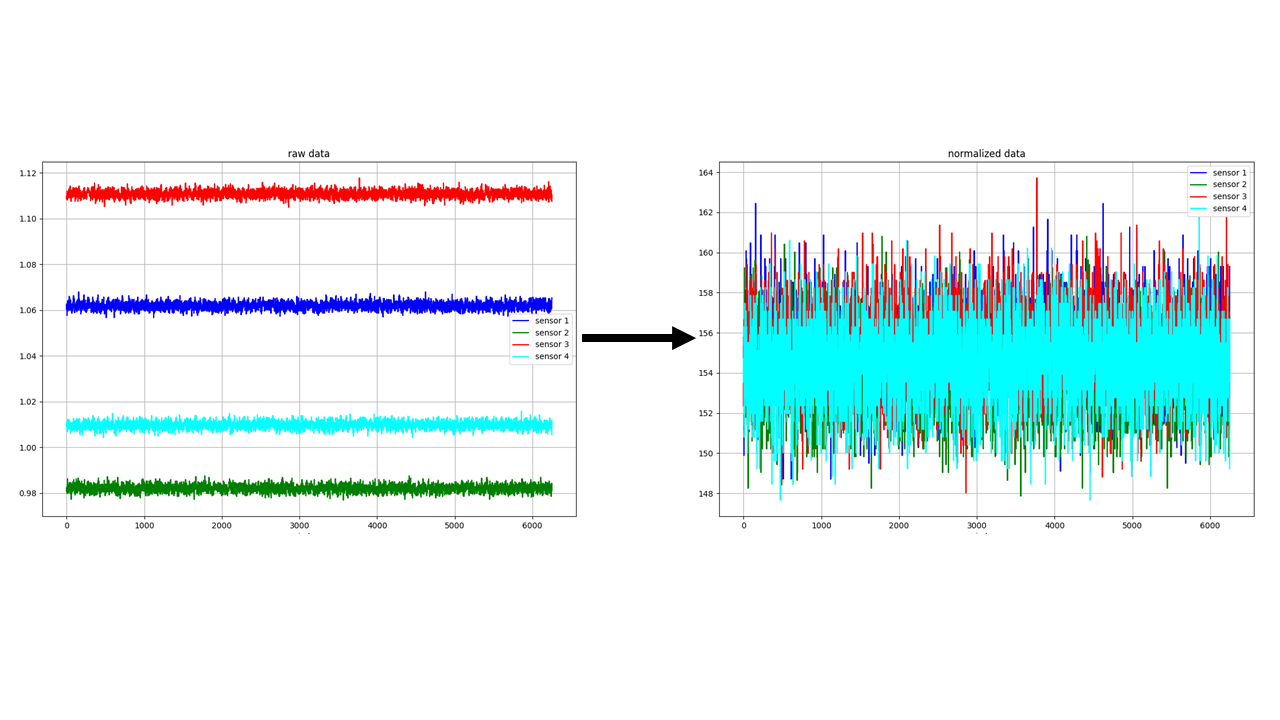 raw data
1.12
1.10
1.08
1.06
1.04
1.02
1.00
0.98
sensor 1
sensor 2
sensor 3
sensor 4
0 1000 2000 3000 4000 5000 6000
normalized data
164
162
160
158
156
154
152
150
148
sensor 1
sensor 2
sensor 3
sensor 4
0 1000 2000 3000 4000 5000 6000